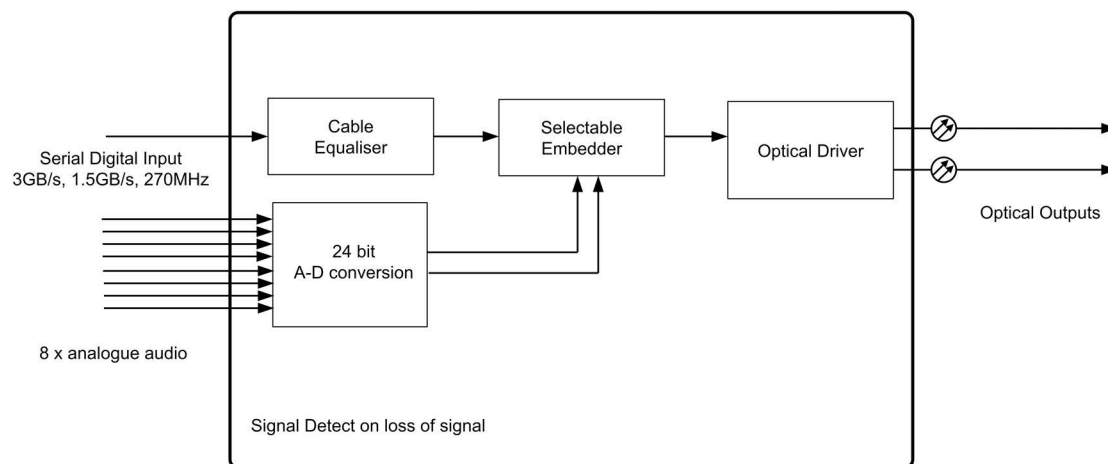 Cable
Equaliser
Selectable
Embedder
Optical Driver
Serial Digital Input
3GB/s, 1.5GB/s, 270MHz
Optical Outputs
24 bit
A-D conversion
8 x analogue audio
Signal Detect on loss of signal